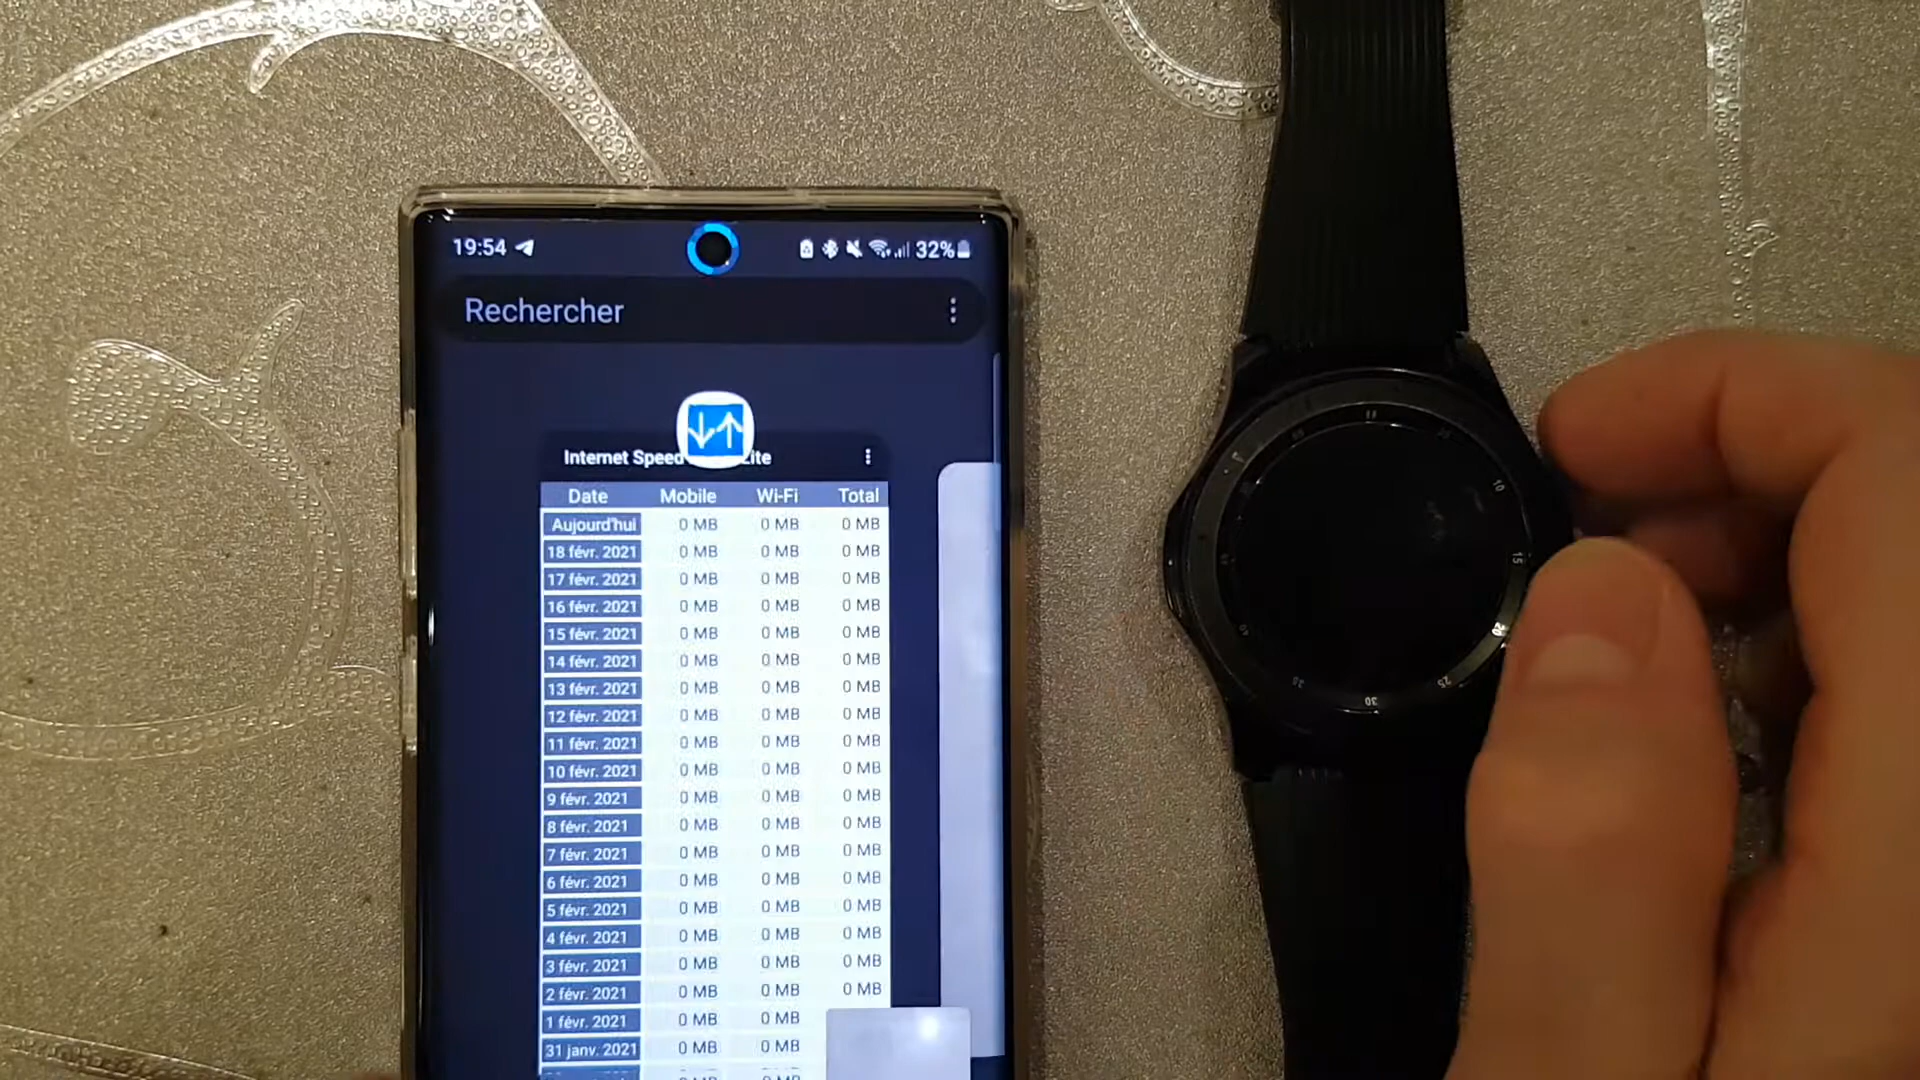 19:54 32%
Rechercher
Internet Speed Lite
Date Mobile Wi-Fi Total
Aujourd'hui 0 MB 0 MB 0 MB
18 févr. 2021 0 MB 0 MB 0 MB
17 févr. 2021 0 MB 0 MB 0 MB
16 févr. 2021 0 MB 0 MB 0 MB
15 févr. 2021 0 MB 0 MB 0 MB
14 févr. 2021 0 MB 0 MB 0 MB
13 févr. 2021 0 MB 0 MB 0 MB
12 févr. 2021 0 MB 0 MB 0 MB
11 févr. 2021 0 MB 0 MB 0 MB
10 févr. 2021 0 MB 0 MB 0 MB
9 févr. 2021 0 MB 0 MB 0 MB
8 févr. 2021 0 MB 0 MB 0 MB
7 févr. 2021 0 MB 0 MB 0 MB
6 févr. 2021 0 MB 0 MB 0 MB
5 févr. 2021 0 MB 0 MB 0 MB
4 févr. 2021 0 MB 0 MB 0 MB
3 févr. 2021 0 MB 0 MB 0 MB
2 févr. 2021 0 MB 0 MB 0 MB
1 févr. 2021 0 MB 0 MB
31 janv. 2021 0 MB 0 MB
10
15
20
25
30